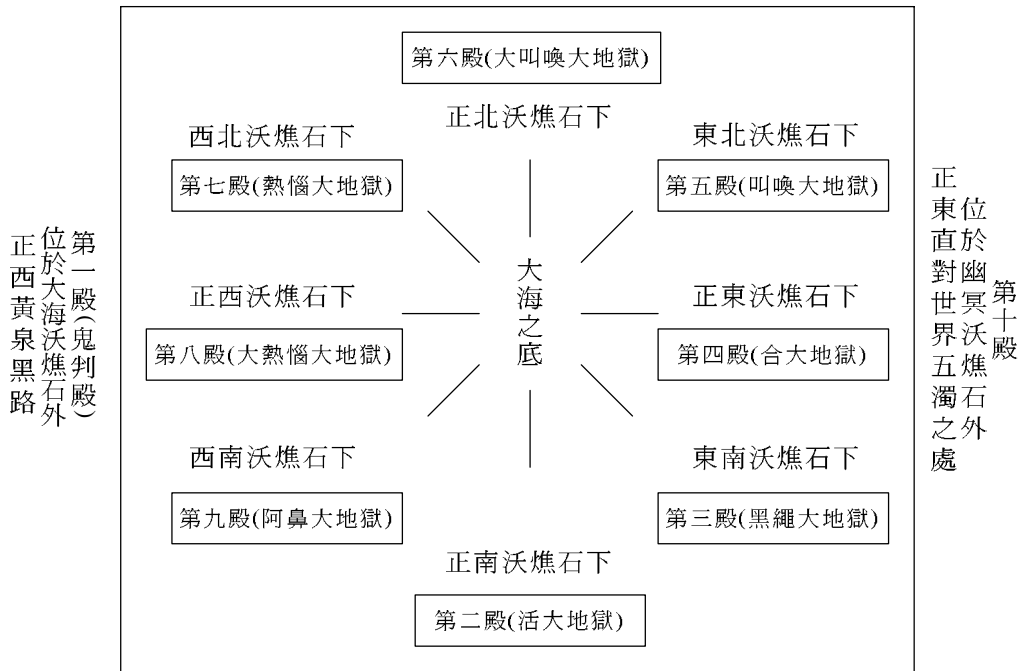 第六殿(大叫喚大地獄)
正北沃燋石下
西北沃燋石下
第七殿(熱惱大地獄)
東北沃燋石下
第五殿(叫喚大地獄)
正西沃燋石下
第八殿(大熱惱大地獄)
大海之底
正東沃燋石下
第四殿(合大地獄)
西南沃燋石下
第九殿(阿鼻大地獄)
東南沃燋石下
第三殿(黑繩大地獄)
正南沃燋石下
第二殿(活大地獄)
第一殿(鬼判殿)
位於大海沃燋石外
正西黃泉黑路
第十殿
位於幽冥沃燋石外
正東直對世界五濁之處